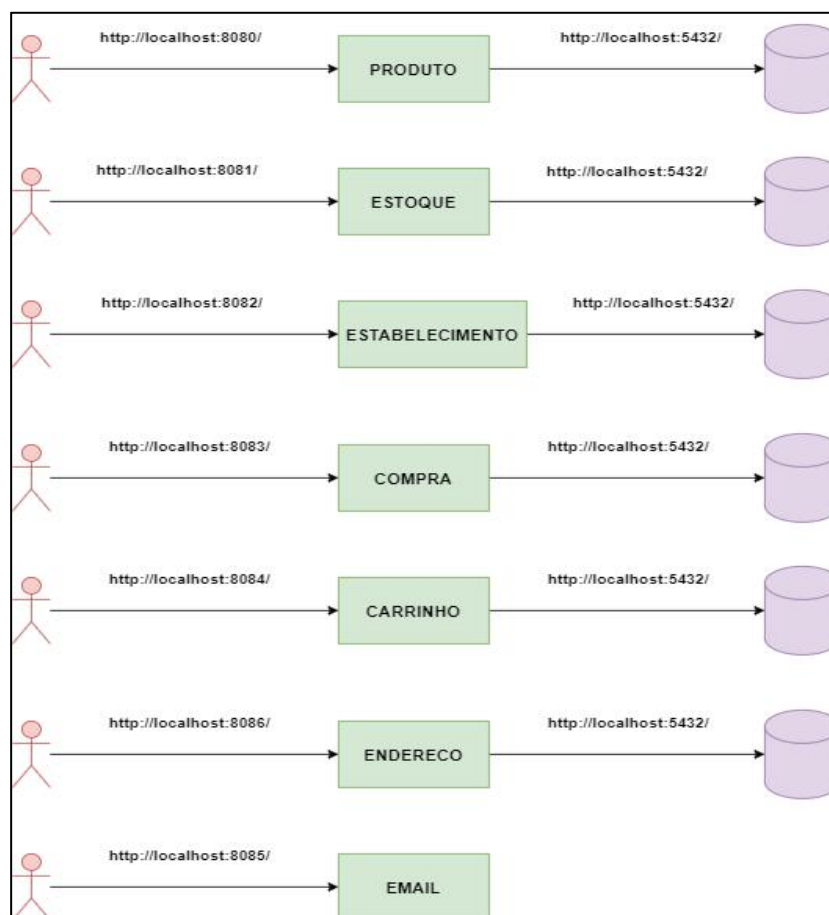 http://localhost:8080/
PRODUTO
http://localhost:5432/
http://localhost:8081/
ESTOQUE
http://localhost:5432/
http://localhost:8082/
ESTABELECIMENTO
http://localhost:5432/
http://localhost:8083/
COMPRA
http://localhost:5432/
http://localhost:8084/
CARRINHO
http://localhost:5432/
http://localhost:8086/
ENDERECO
http://localhost:5432/
http://localhost:8085/
EMAIL